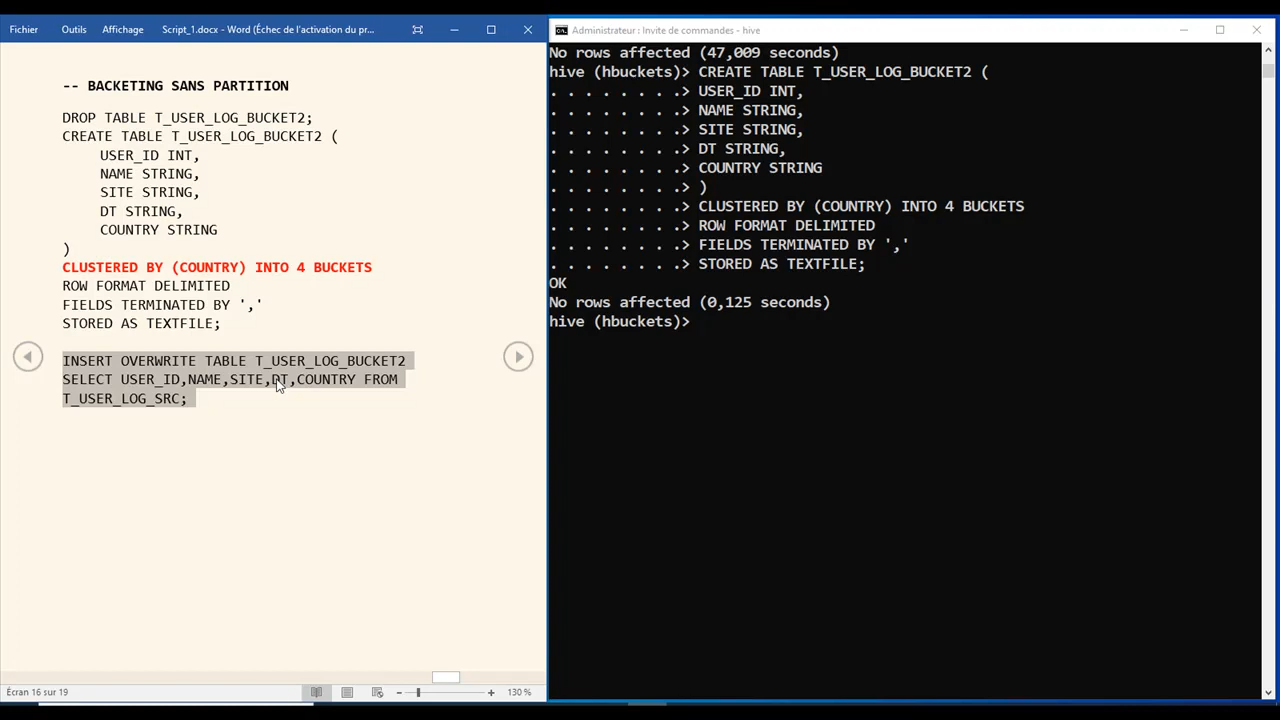 Fichier Outils Affichage Script_1.docx - Word (Échec de l'activation du pr...
-- BACKETING SANS PARTITION
DROP TABLE T_USER_LOG_BUCKET2;
CREATE TABLE T_USER_LOG_BUCKET2 (
USER_ID INT,
NAME STRING,
SITE STRING,
DT STRING,
COUNTRY STRING
)
CLUSTERED BY (COUNTRY) INTO 4 BUCKETS
ROW FORMAT DELIMITED
FIELDS TERMINATED BY ','
STORED AS TEXTFILE;
INSERT OVERWRITE TABLE T_USER_LOG_BUCKET2
SELECT USER_ID,NAME,SITE,DT,COUNTRY FROM
T_USER_LOG_SRC;
Écran 16 sur 19
130 %
Administrateur : Invite de commandes - hive
No rows affected (47,009 seconds)
hive (hbuckets)> CREATE TABLE T_USER_LOG_BUCKET2 (
. . . . . . . .> USER_ID INT,
. . . . . . . .> NAME STRING,
. . . . . . . .> SITE STRING,
. . . . . . . .> DT STRING,
. . . . . . . .> COUNTRY STRING
. . . . . . . .> )
. . . . . . . .> CLUSTERED BY (COUNTRY) INTO 4 BUCKETS
. . . . . . . .> ROW FORMAT DELIMITED
. . . . . . . .> FIELDS TERMINATED BY ','
. . . . . . . .> STORED AS TEXTFILE;
OK
No rows affected (0,125 seconds)
hive (hbuckets)>